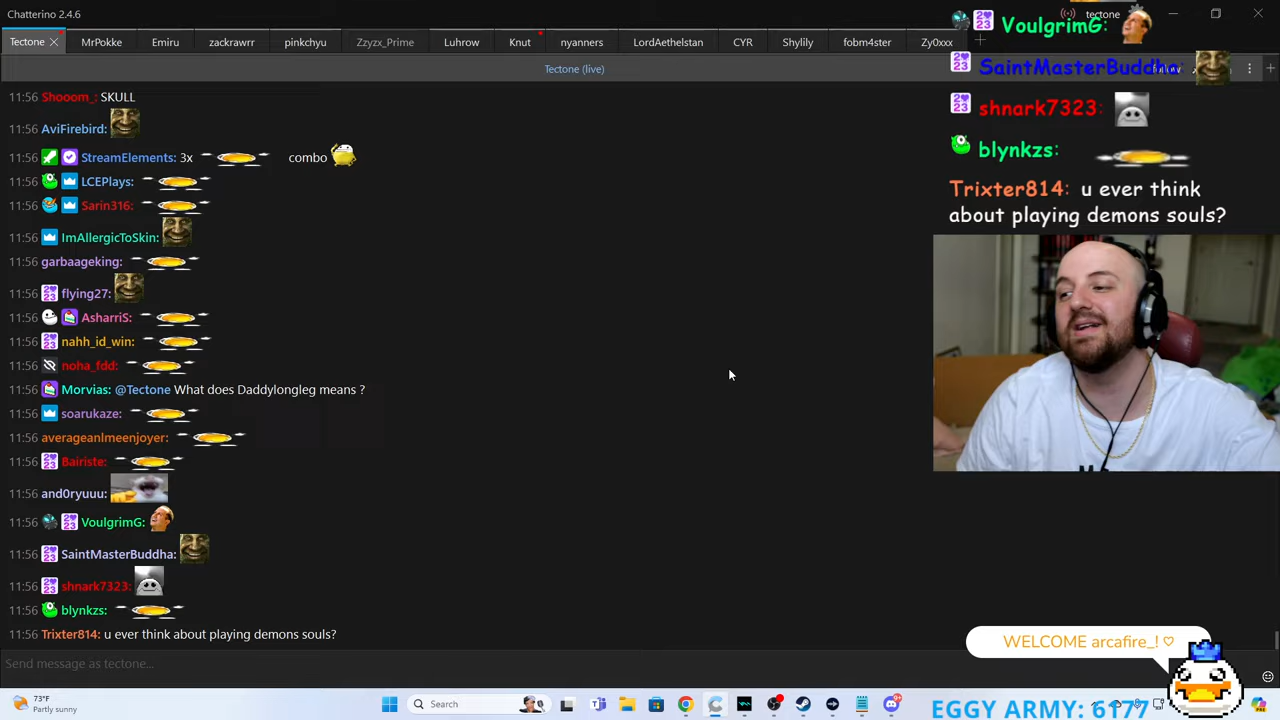 Chatterino 2.4.6
tectone
Tectone
MrPokke
Emiru
zackrawrr
pinkchyu
Zzyzx_Prime
Luhrow
Knut
nyanners
LordAethelstan
CYR
Shylily
fobm4ster
Zy0xxx
Tectone (live)
11:56 Shooom_: SKULL
11:56 AviFirebird:
11:56 StreamElements: 3x combo
11:56 LCEPlays:
11:56 Sarin316:
11:56 ImAllergicToSkin:
11:56 garbaageking:
11:56 flying27:
11:56 AsharriS:
11:56 nahh_id_win:
11:56 noha_fdd:
11:56 Morvias: @Tectone What does Daddylongleg means ?
11:56 soarukaze:
11:56 averageanlmeenjoyer:
11:56 Bairiste:
11:56 and0ryuuu:
11:56 VoulgrimG:
11:56 SaintMasterBuddha:
11:56 shnark7323:
11:56 blynkzs:
11:56 Trixter814: u ever think about playing demons souls?
Send message as tectone...
VoulgrimG:
SaintMasterBuddha:
shnark7323:
blynkzs:
Trixter814: u ever think
about playing demons souls?
WELCOME arcafire_! ♡
EGGY ARMY: 6177
73°F
Partly sunny
Search